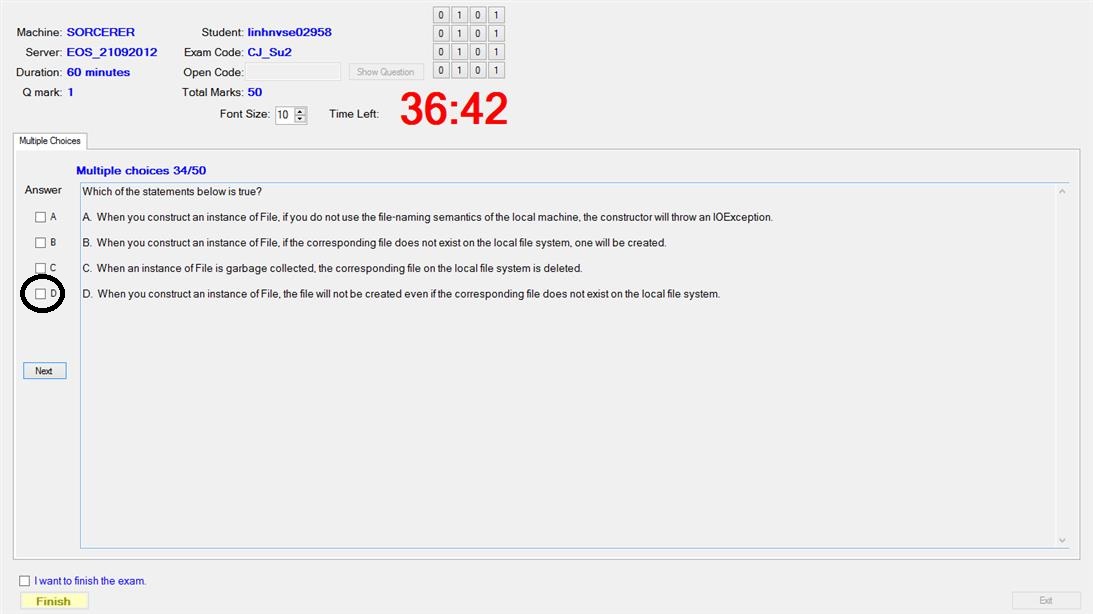 Machine: SORCERER
Student: linhnvse02958
Server: EOS_21092012
Exam Code: CJ_Su2
Duration: 60 minutes
Open Code:
Show Question
Q mark: 1
Total Marks: 50
0 1 0 1
0 1 0 1
0 1 0 1
0 1 0 1
Font Size: 10
Time Left: 36:42
Multiple Choices
Multiple choices 34/50
Answer
Which of the statements below is true?
A
A. When you construct an instance of File, if you do not use the file-naming semantics of the local machine, the constructor will throw an IOException.
B
B. When you construct an instance of File, if the corresponding file does not exist on the local file system, one will be created.
C
C. When an instance of File is garbage collected, the corresponding file on the local file system is deleted.
D
D. When you construct an instance of File, the file will not be created even if the corresponding file does not exist on the local file system.
Next
I want to finish the exam.
Finish
Exit